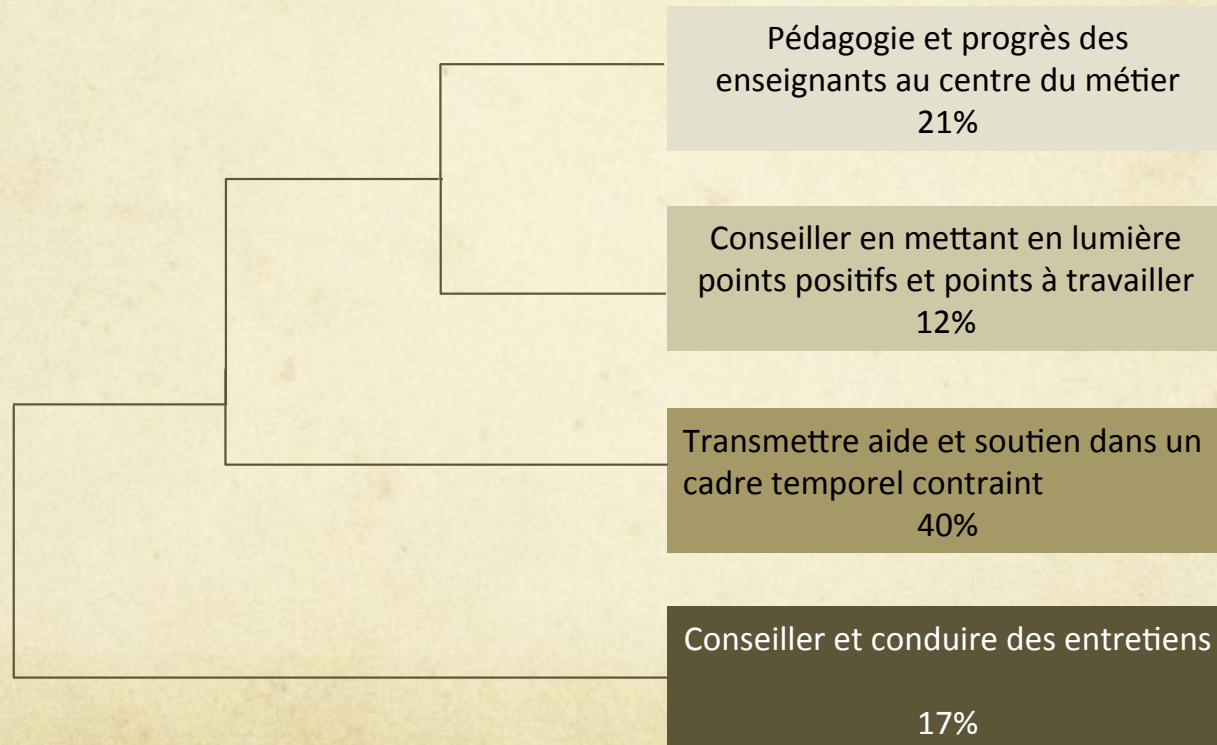 Pédagogie et progrès des
enseignants au centre du métier
21%
Conseiller en mettant en lumière
points positifs et points à travailler
12%
Transmettre aide et soutien dans un
cadre temporel contraint
40%
Conseiller et conduire des entretiens
17%